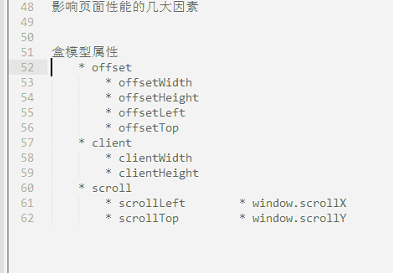 48 影响页面性能的几大因素
49
50
51 盒模型属性
52 * offset
53 * offsetWidth
54 * offsetHeight
55 * offsetLeft
56 * offsetTop
57 * client
58 * clientWidth
59 * clientHeight
60 * scroll
61 * scrollLeft * window.scrollX
62 * scrollTop * window.scrollY